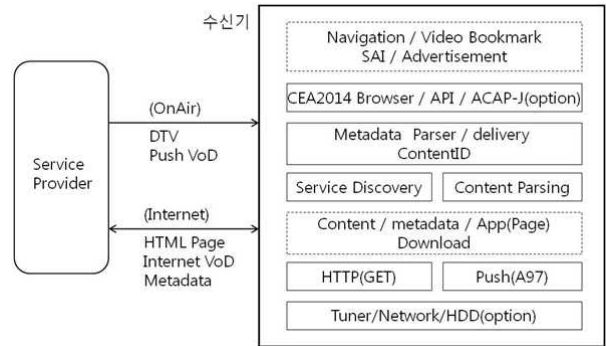 수신기
Service
Provider
(OnAir)
DTV
Push VoD
(Internet)
HTML Page
Internet VoD
Metadata
Navigation / Video Bookmark
SAI / Advertisement
CEA2014 Browser / API / ACAP-J(option)
Metadata Parser / delivery
ContentID
Service Discovery
Content Parsing
Content / metadata / App(Page)
Download
HTTP(GET)
Push(A97)
Tuner/Network/HDD(option)